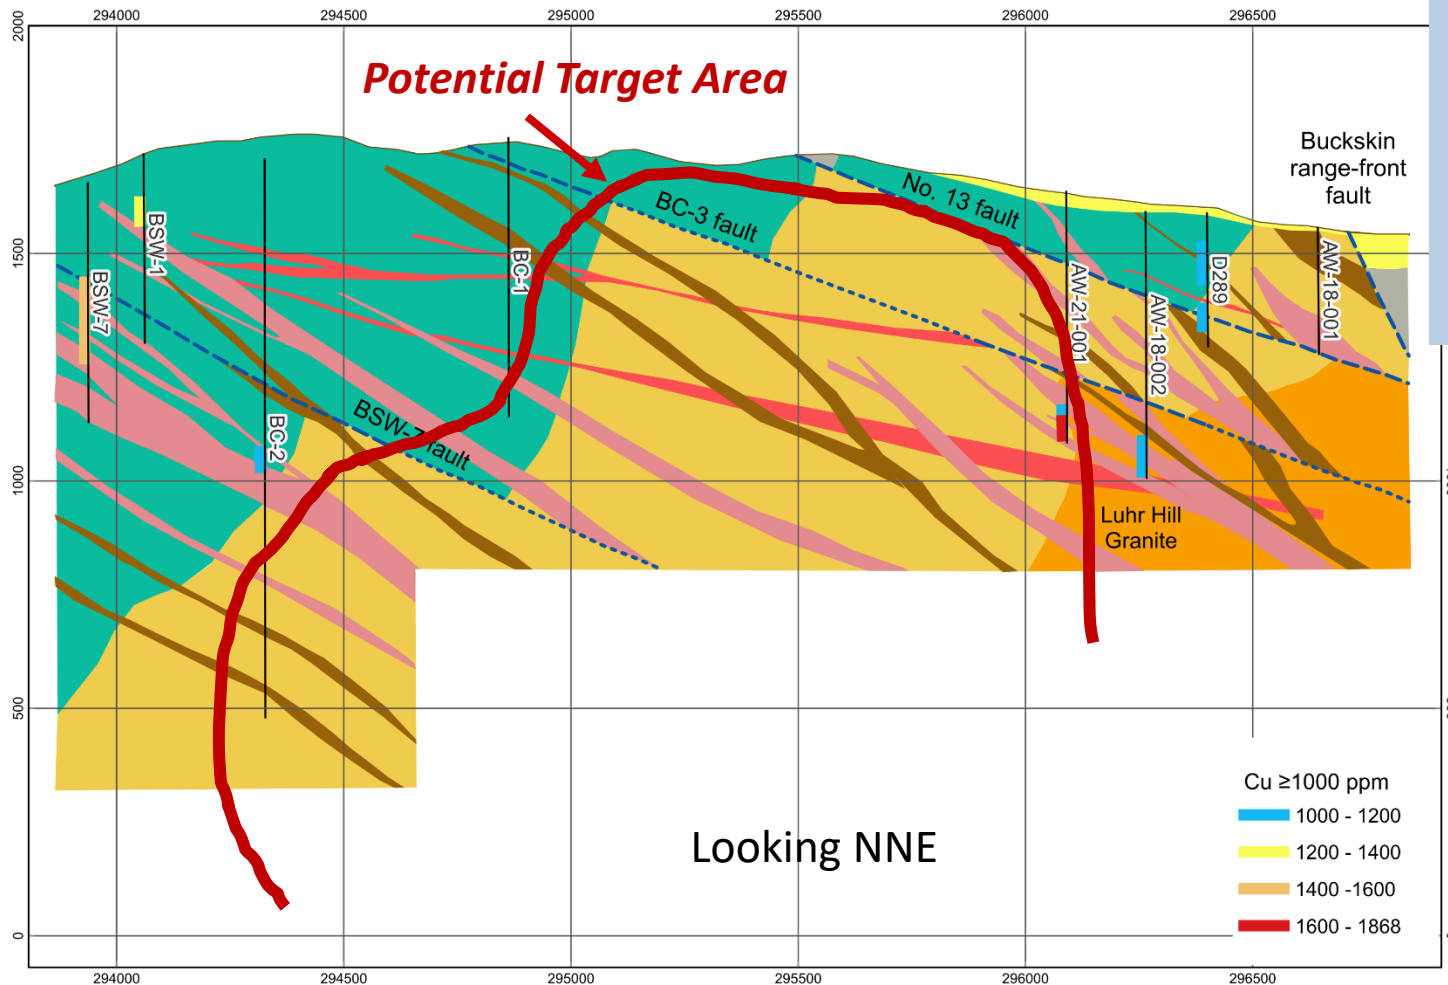 294000
294500
295000
295500
296000
296500
2000
Potential Target Area
Buckskin
range-front
fault
No. 13 fault
BC-3 fault
BSW-1
BSW-7
BC-1
1500
D289
AW-18-001
AW-21-001
AW-18-002
BSW-7 fault
BC-2
1000
Luhr Hill
Granite
500
Cu ≥1000 ppm
1000 - 1200
1200 - 1400
1400 -1600
1600 - 1868
Looking NNE
0
294000
294500
295000
295500
296000
296500